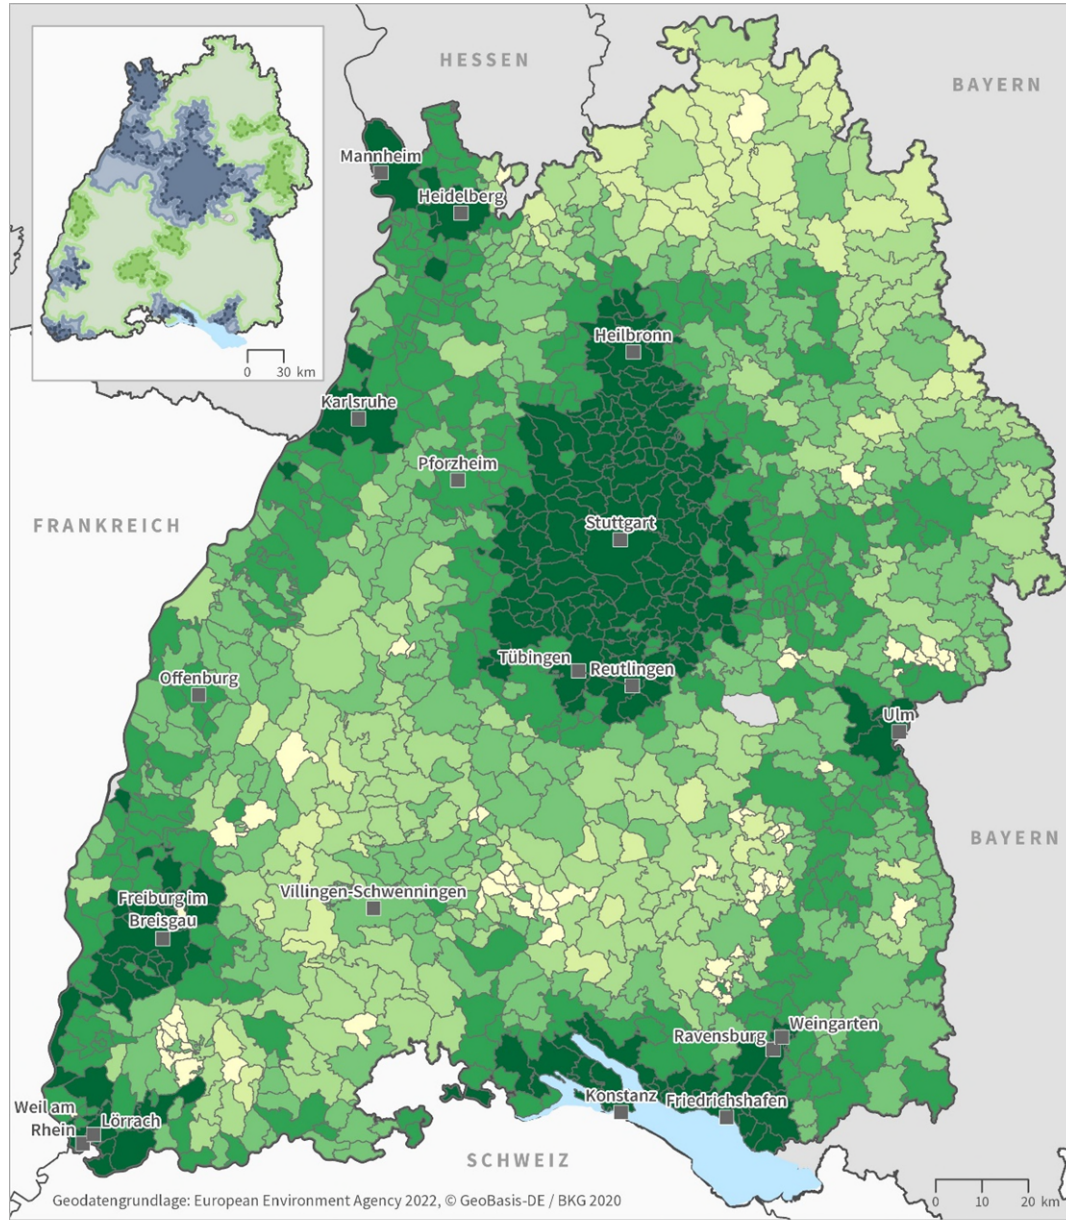 HESSEN
BAYERN
Mannheim
Heidelberg
0 30 km
Heilbronn
Karlsruhe
Pforzheim
FRANKREICH
Stuttgart
Tübingen
Reutlingen
Offenburg
Ulm
BAYERN
Villingen-Schwenningen
Freiburg im
Breisgau
Ravensburg
Weingarten
Konstanz
Friedrichshafen
Weil am
Rhein
Lörrach
SCHWEIZ
Geodatengrundlage: European Environment Agency 2022, © GeoBasis-DE / BKG 2020
0 10 20 km